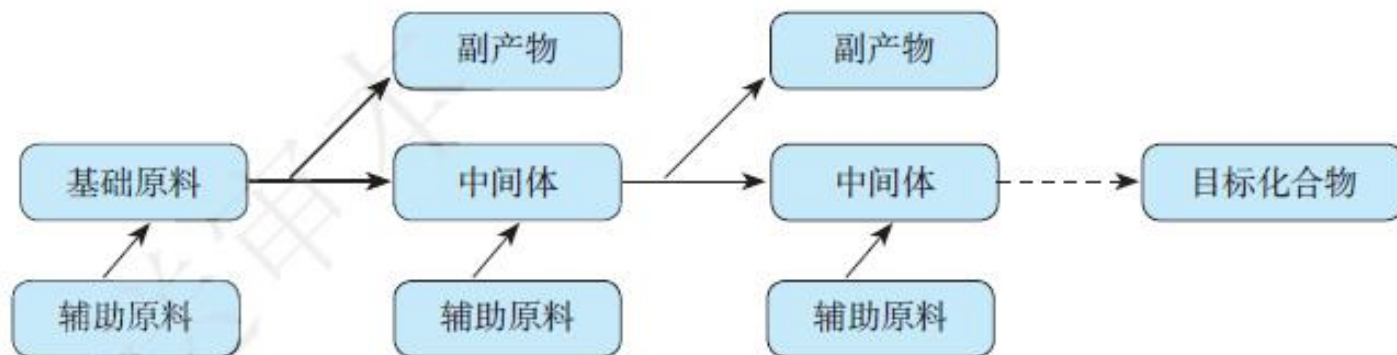 副产物
副产物
基础原料
中间体
中间体
目标化合物
辅助原料
辅助原料
辅助原料